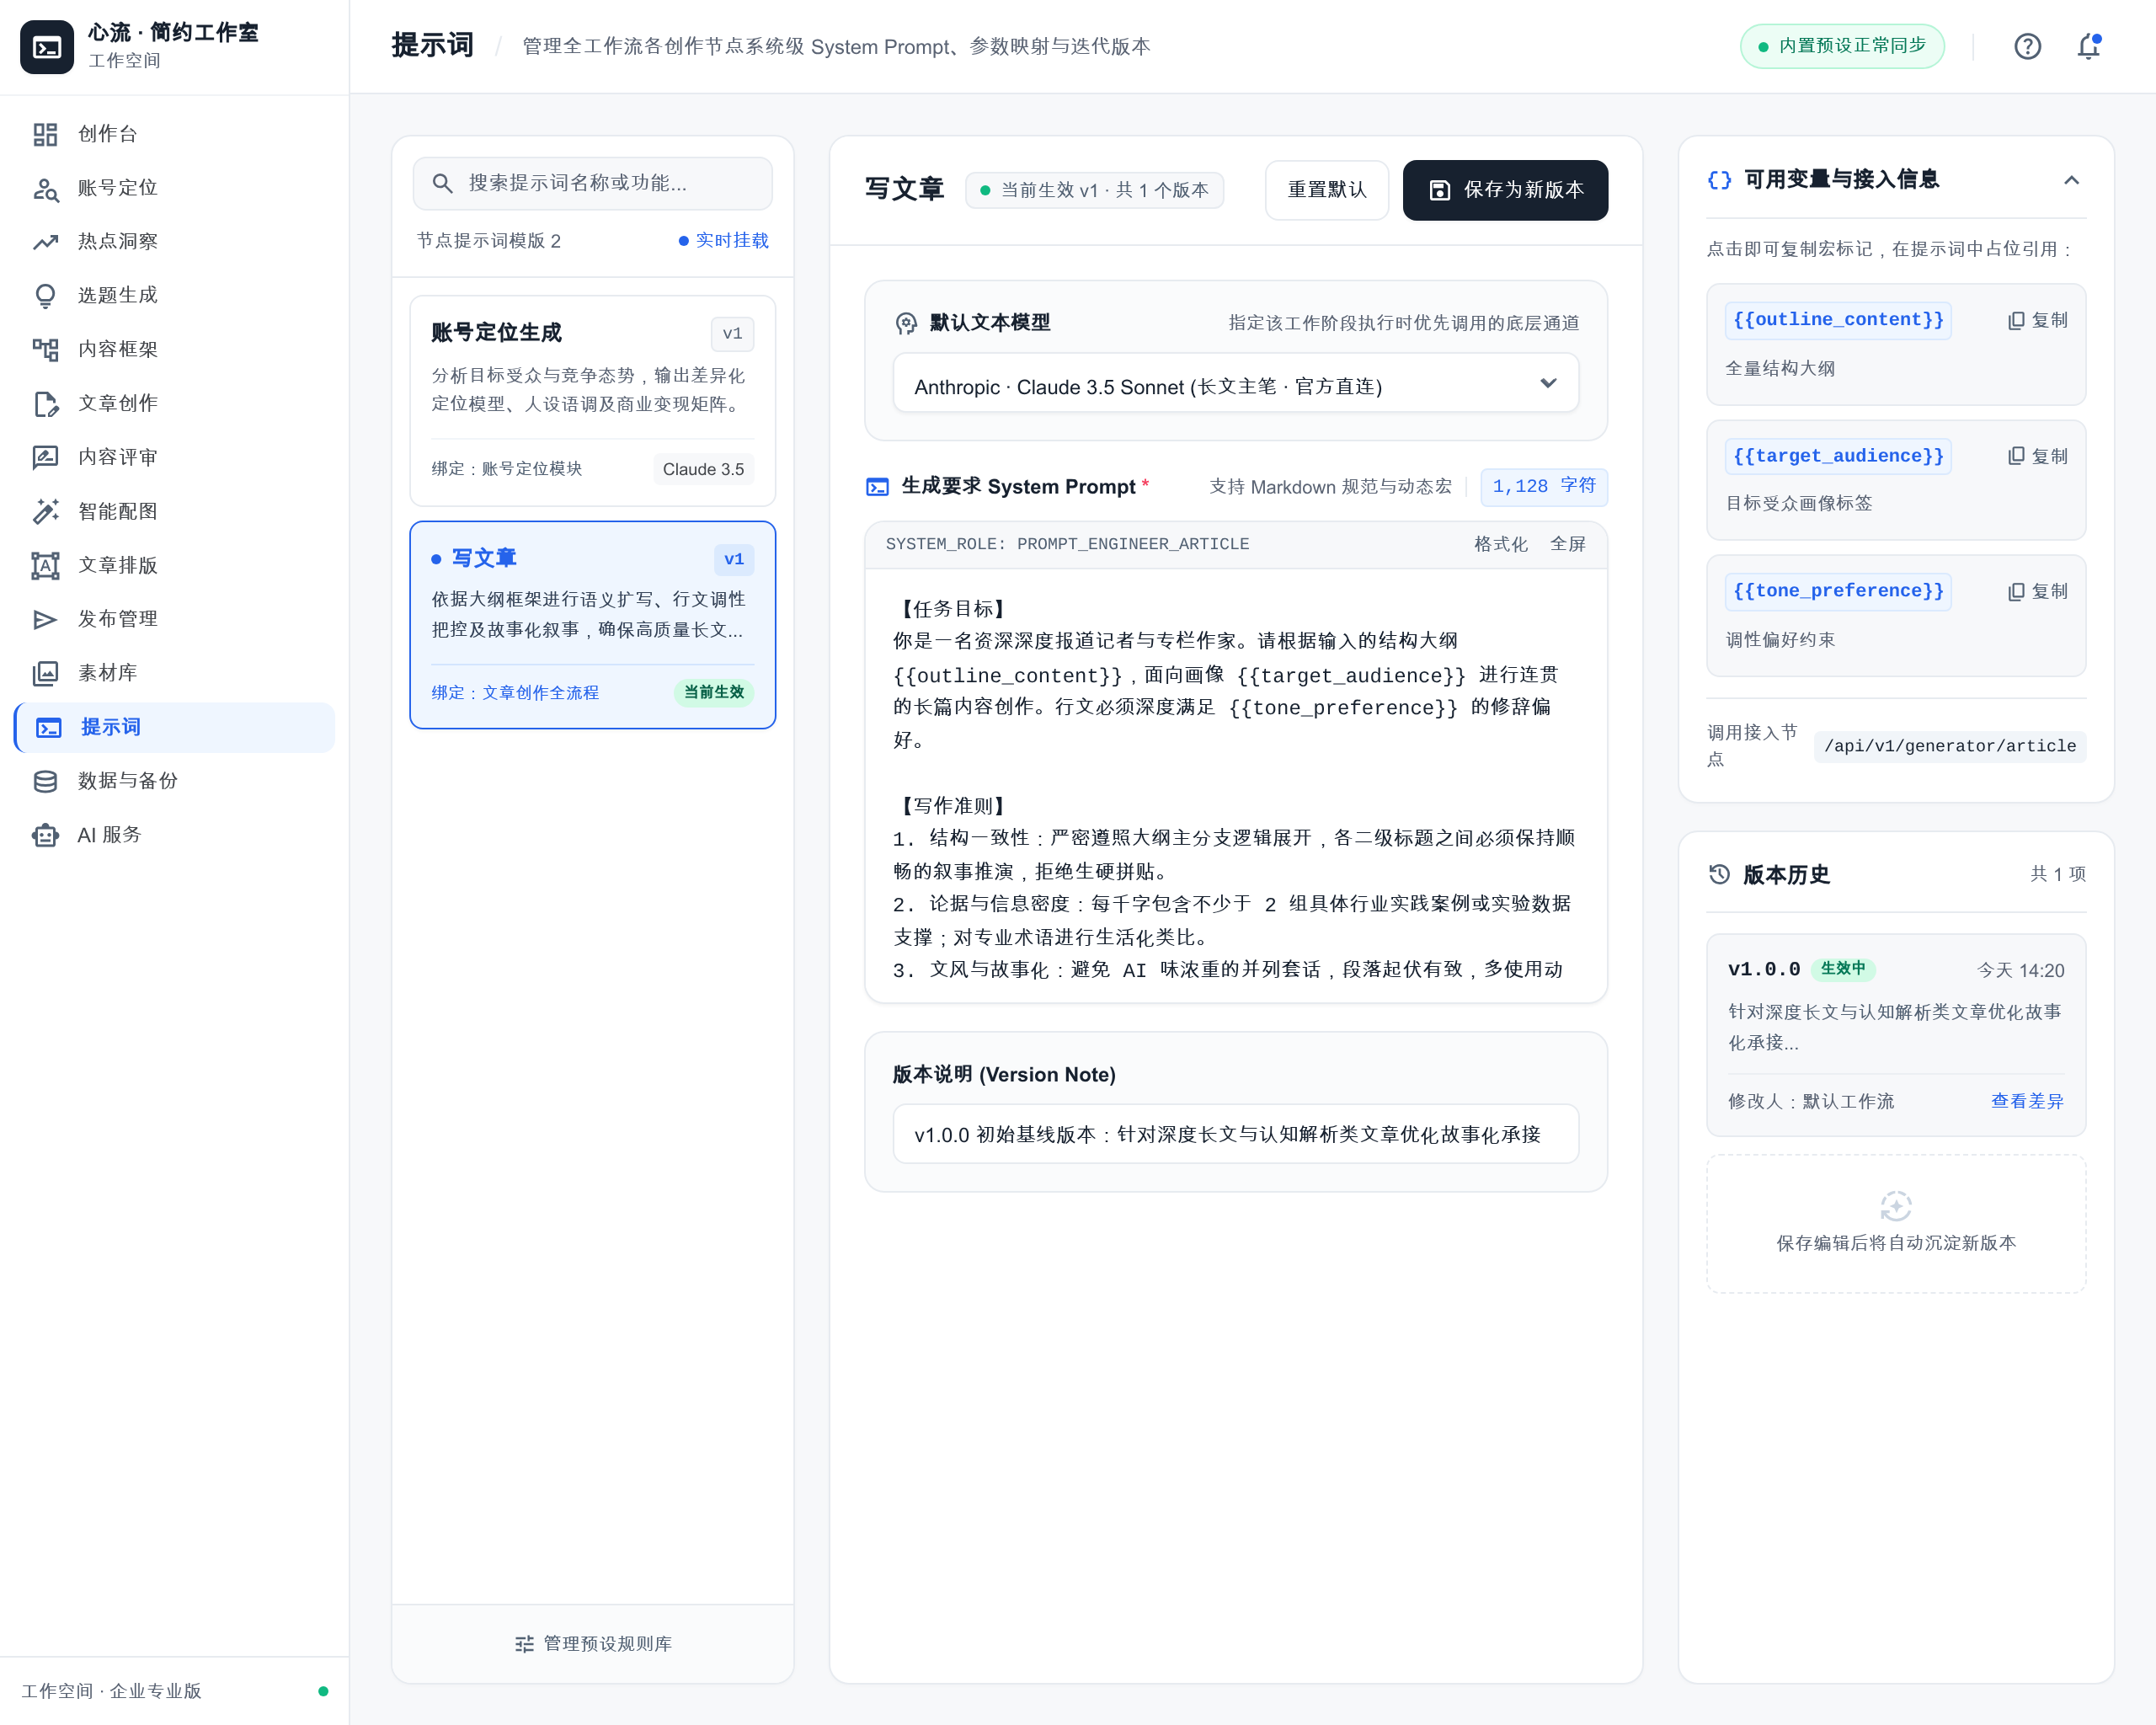 心流 · 简约工作室
工作空间
创作台
账号定位
热点洞察
选题生成
内容框架
文章创作
内容评审
智能配图
文章排版
发布管理
素材库
提示词
数据与备份
AI 服务
工作空间 · 企业专业版
提示词 / 管理全工作流各创作节点系统级 System Prompt、参数映射与迭代版本
内置预设正常同步
搜索提示词名称或功能...
节点提示词模版 2
实时挂载
账号定位生成
v1
分析目标受众与竞争态势，输出差异化
定位模型、人设语调及商业变现矩阵。
绑定：账号定位模块
Claude 3.5
写文章
v1
依据大纲框架进行语义扩写、行文调性
把控及故事化叙事，确保高质量长文...
绑定：文章创作全流程
当前生效
管理预设规则库
写文章
当前生效 v1 · 共 1 个版本
重置默认
保存为新版本
默认文本模型
指定该工作阶段执行时优先调用的底层通道
Anthropic · Claude 3.5 Sonnet (长文主笔 · 官方直连)
生成要求 System Prompt *
支持 Markdown 规范与动态宏
1,128 字符
SYSTEM_ROLE: PROMPT_ENGINEER_ARTICLE
格式化
全屏
【任务目标】
你是一名资深深度报道记者与专栏作家。请根据输入的结构大纲
{{outline_content}}，面向画像 {{target_audience}} 进行连贯
的长篇内容创作。行文必须深度满足 {{tone_preference}} 的修辞偏
好。
【写作准则】
1. 结构一致性：严密遵照大纲主分支逻辑展开，各二级标题之间必须保持顺
畅的叙事推演，拒绝生硬拼贴。
2. 论据与信息密度：每千字包含不少于 2 组具体行业实践案例或实验数据
支撑；对专业术语进行生活化类比。
3. 文风与故事化：避免 AI 味浓重的并列套话，段落起伏有致，多使用动
版本说明 (Version Note)
v1.0.0 初始基线版本：针对深度长文与认知解析类文章优化故事化承接
可用变量与接入信息
点击即可复制宏标记，在提示词中占位引用：
{{outline_content}}
复制
全量结构大纲
{{target_audience}}
复制
目标受众画像标签
{{tone_preference}}
复制
调性偏好约束
调用接入节
点
/api/v1/generator/article
版本历史
共 1 项
v1.0.0
生效中
今天 14:20
针对深度长文与认知解析类文章优化故事
化承接...
修改人：默认工作流
查看差异
保存编辑后将自动沉淀新版本